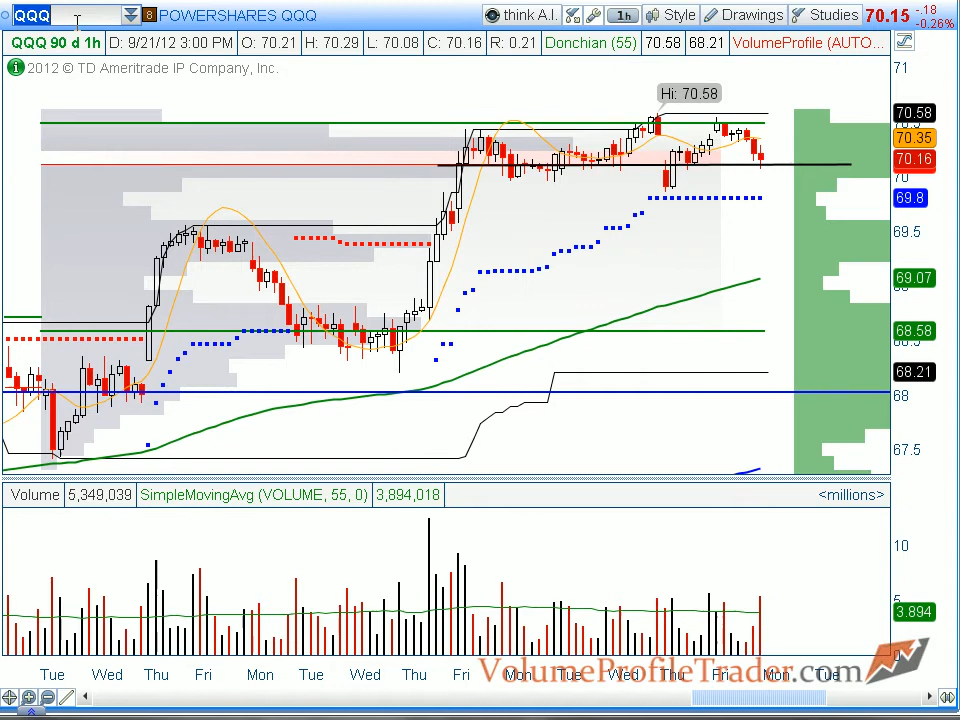 QQQ 8 POWERSHARES QQQ think A.I. 1h Style Drawings Studies 70.15 -.18 -0.26%
QQQ 90 d 1h D: 9/21/12 3:00 PM O: 70.21 H: 70.29 L: 70.08 C: 70.16 R: 0.21 Donchian (55) 70.58 68.21 VolumeProfile (AUTO...
2012 © TD Ameritrade IP Company, Inc.
71
Hi: 70.58
70.58
70.35
70.16
70
69.8
69.5
69.07
68.58
68.21
68
67.5
Volume 5,349,039 SimpleMovingAvg (VOLUME, 55, 0) 3,894,018 <millions>
10
5
3.894
0
Tue Wed Thu Fri Mon Tue Wed Thu Fri Mon Tue Wed Thu Fri Mon Tue
VolumeProfileTrader.com